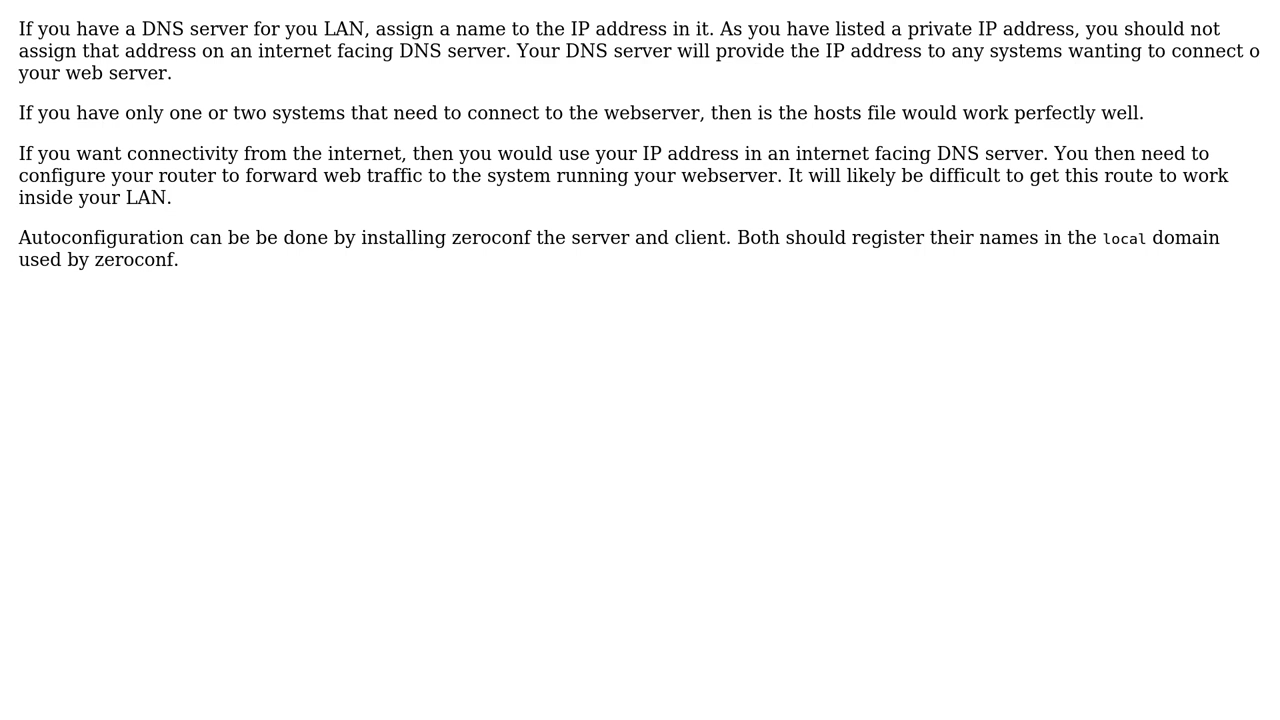 If you have a DNS server for you LAN, assign a name to the IP address in it. As you have listed a private IP address, you should not
assign that address on an internet facing DNS server. Your DNS server will provide the IP address to any systems wanting to connect o
your web server.
If you have only one or two systems that need to connect to the webserver, then is the hosts file would work perfectly well.
If you want connectivity from the internet, then you would use your IP address in an internet facing DNS server. You then need to
configure your router to forward web traffic to the system running your webserver. It will likely be difficult to get this route to work
inside your LAN.
Autoconfiguration can be be done by installing zeroconf the server and client. Both should register their names in the local domain
used by zeroconf.